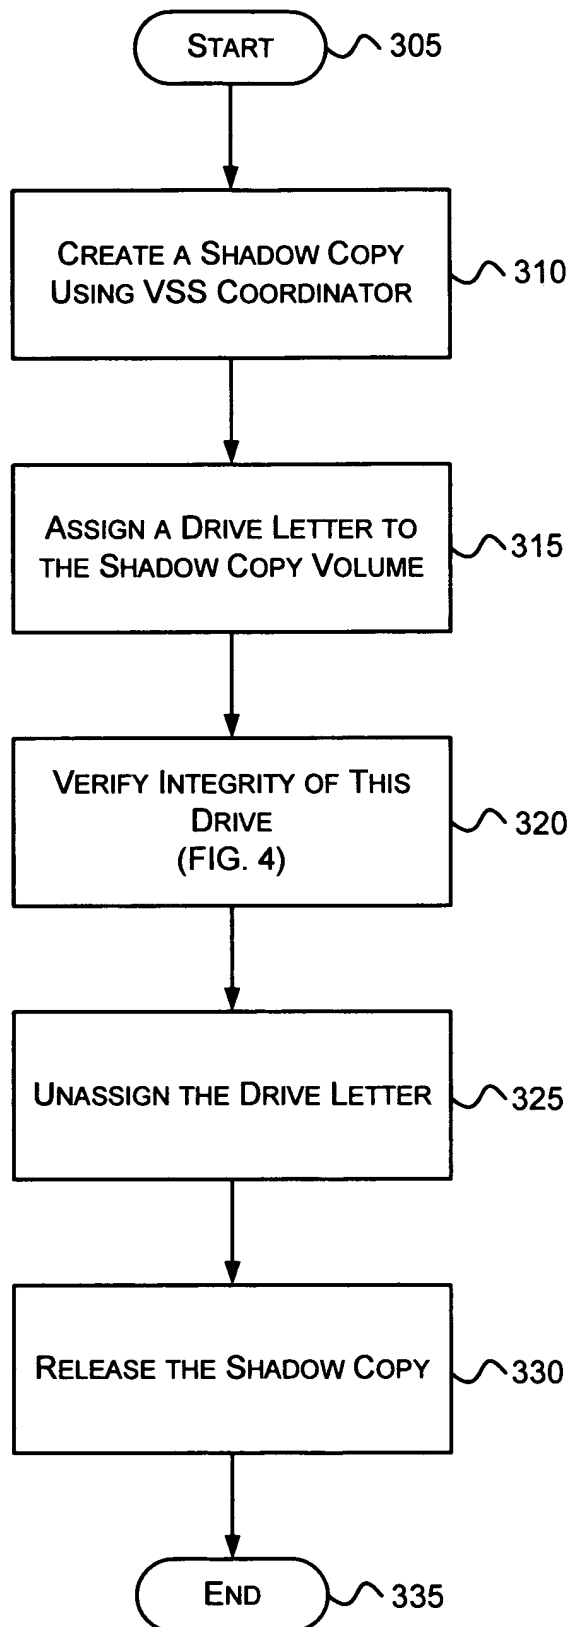 START
305
CREATE A SHADOW COPY
USING VSS COORDINATOR
310
ASSIGN A DRIVE LETTER TO
THE SHADOW COPY VOLUME
315
VERIFY INTEGRITY OF THIS
DRIVE
(FIG. 4)
320
UNASSIGN THE DRIVE LETTER
325
RELEASE THE SHADOW COPY
330
END
335